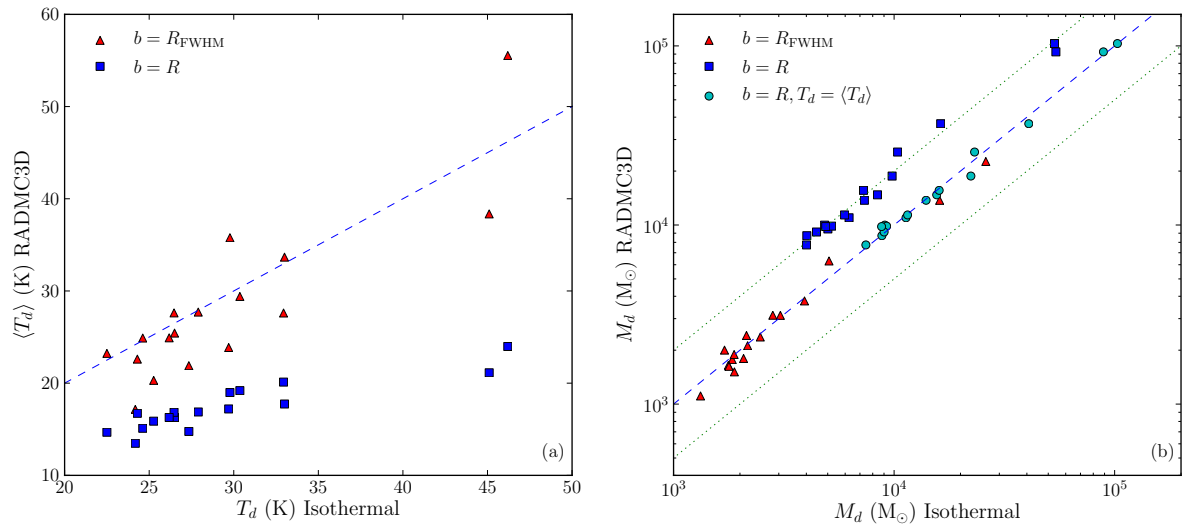 b = R_FWHM
b = R
60
50
40
30
20
10
⟨T_d⟩ (K) RADMC3D
(a)
20 25 30 35 40 45 50
T_d (K) Isothermal
b = R_FWHM
b = R
b = R, T_d = ⟨T_d⟩
10^5
10^4
10^3
M_d (M_⊙) RADMC3D
(b)
10^3 10^4 10^5
M_d (M_⊙) Isothermal